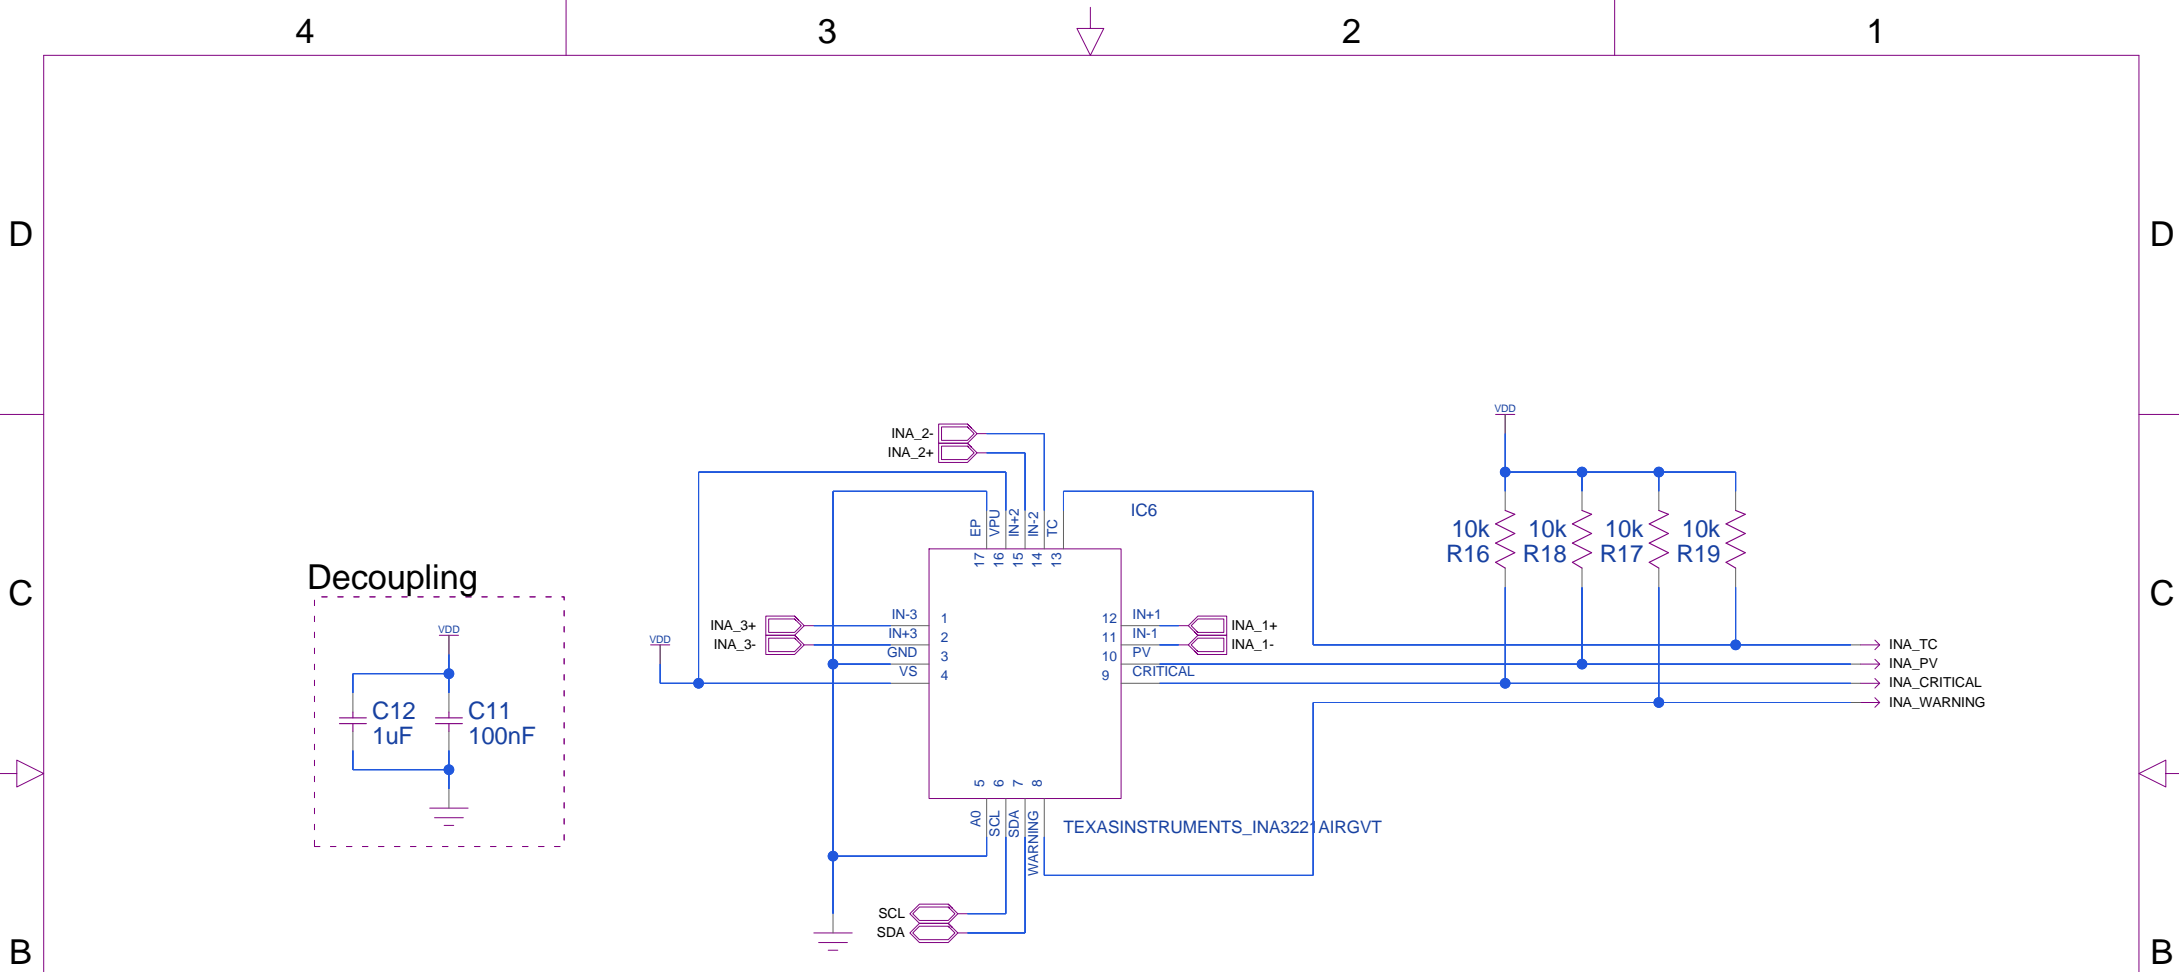 4
3
2
1
D
D
VDD
INA_2-
INA_2+
IC6
EP
VPU
IN+2
IN-2
TC
17
16
15
14
13
10k
R16
10k
R18
10k
R17
10k
R19
Decoupling
C
C
VDD
C12
1uF
C11
100nF
VDD
INA_3+
INA_3-
IN-3
IN+3
GND
VS
1
2
3
4
12
11
10
9
IN+1
IN-1
PV
CRITICAL
INA_1+
INA_1-
INA_TC
INA_PV
INA_CRITICAL
INA_WARNING
5
6
7
8
A0
SCL
SDA
WARNING
TEXASINSTRUMENTS_INA3221AIRGVT
SCL
SDA
B
B